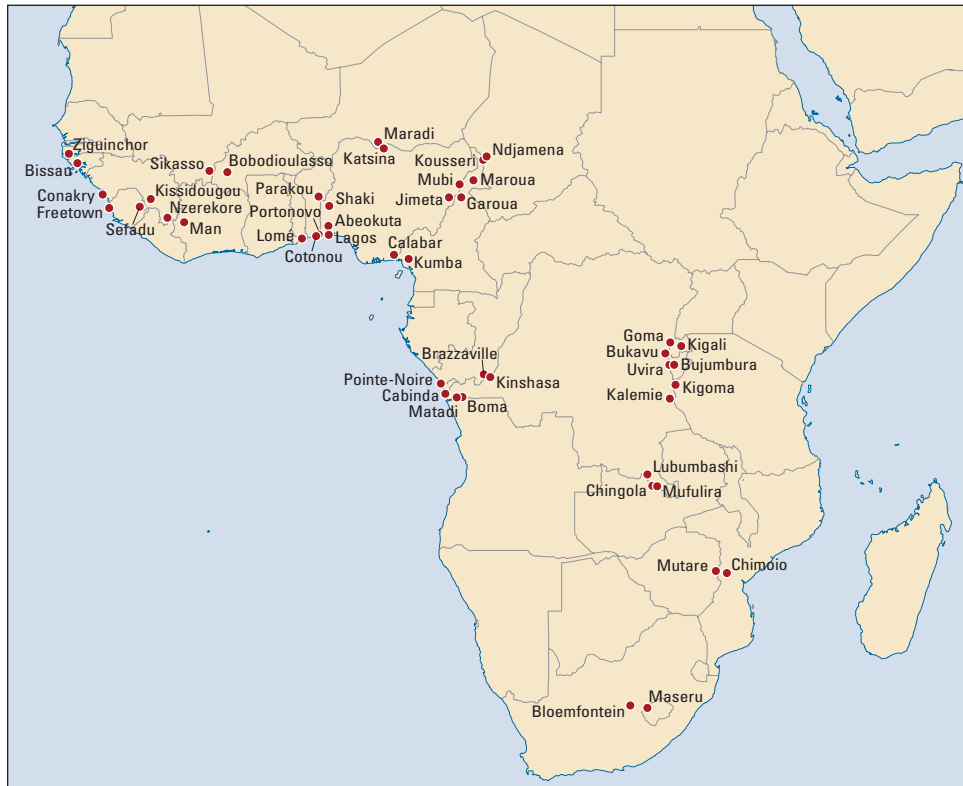 Maradi
Ziguinchor
Ndjamena
Sikasso
Bobodioulasso
Katsina
Kousseri
Bissau
Mubi
Maroua
Conakry
Kissidougou
Parakou
Shaki
Jimeta
Garoua
Freetown
Nzerekore
Portonovo
Abeokuta
Sefadu
Man
Lomé
Lagos
Calabar
Cotonou
Kumba
Goma
Kigali
Brazzaville
Bukavu
Uvira
Bujumbura
Pointe-Noire
Kinshasa
Kigoma
Cabinda
Kalemie
Matadi
Boma
Lubumbashi
Chingola
Mufulira
Mutare
Chimoio
Maseru
Bloemfontein